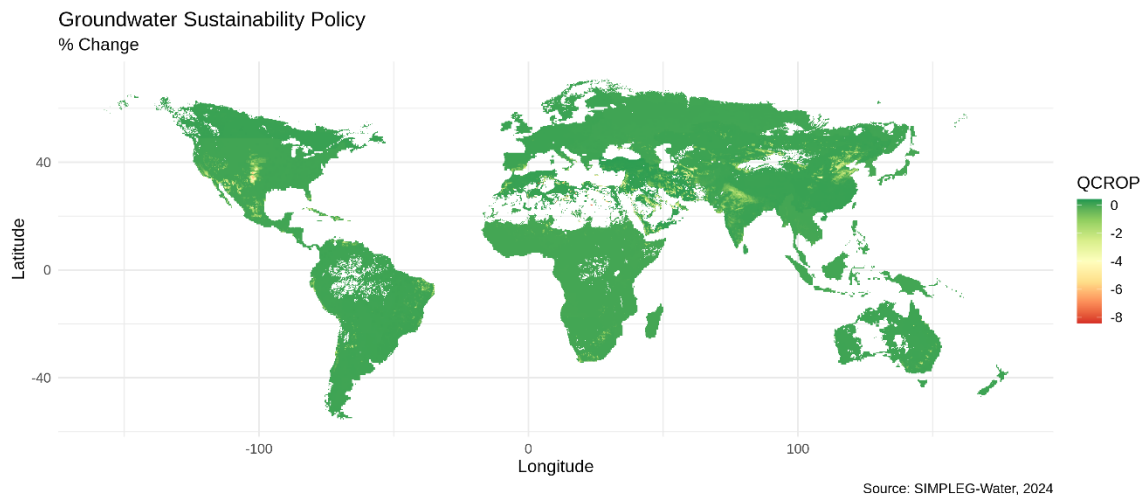 Groundwater Sustainability Policy
% Change
40
0
-40
Latitude
-100
0
100
Longitude
QCROP
0
-2
-4
-6
-8
Source: SIMPLEG-Water, 2024